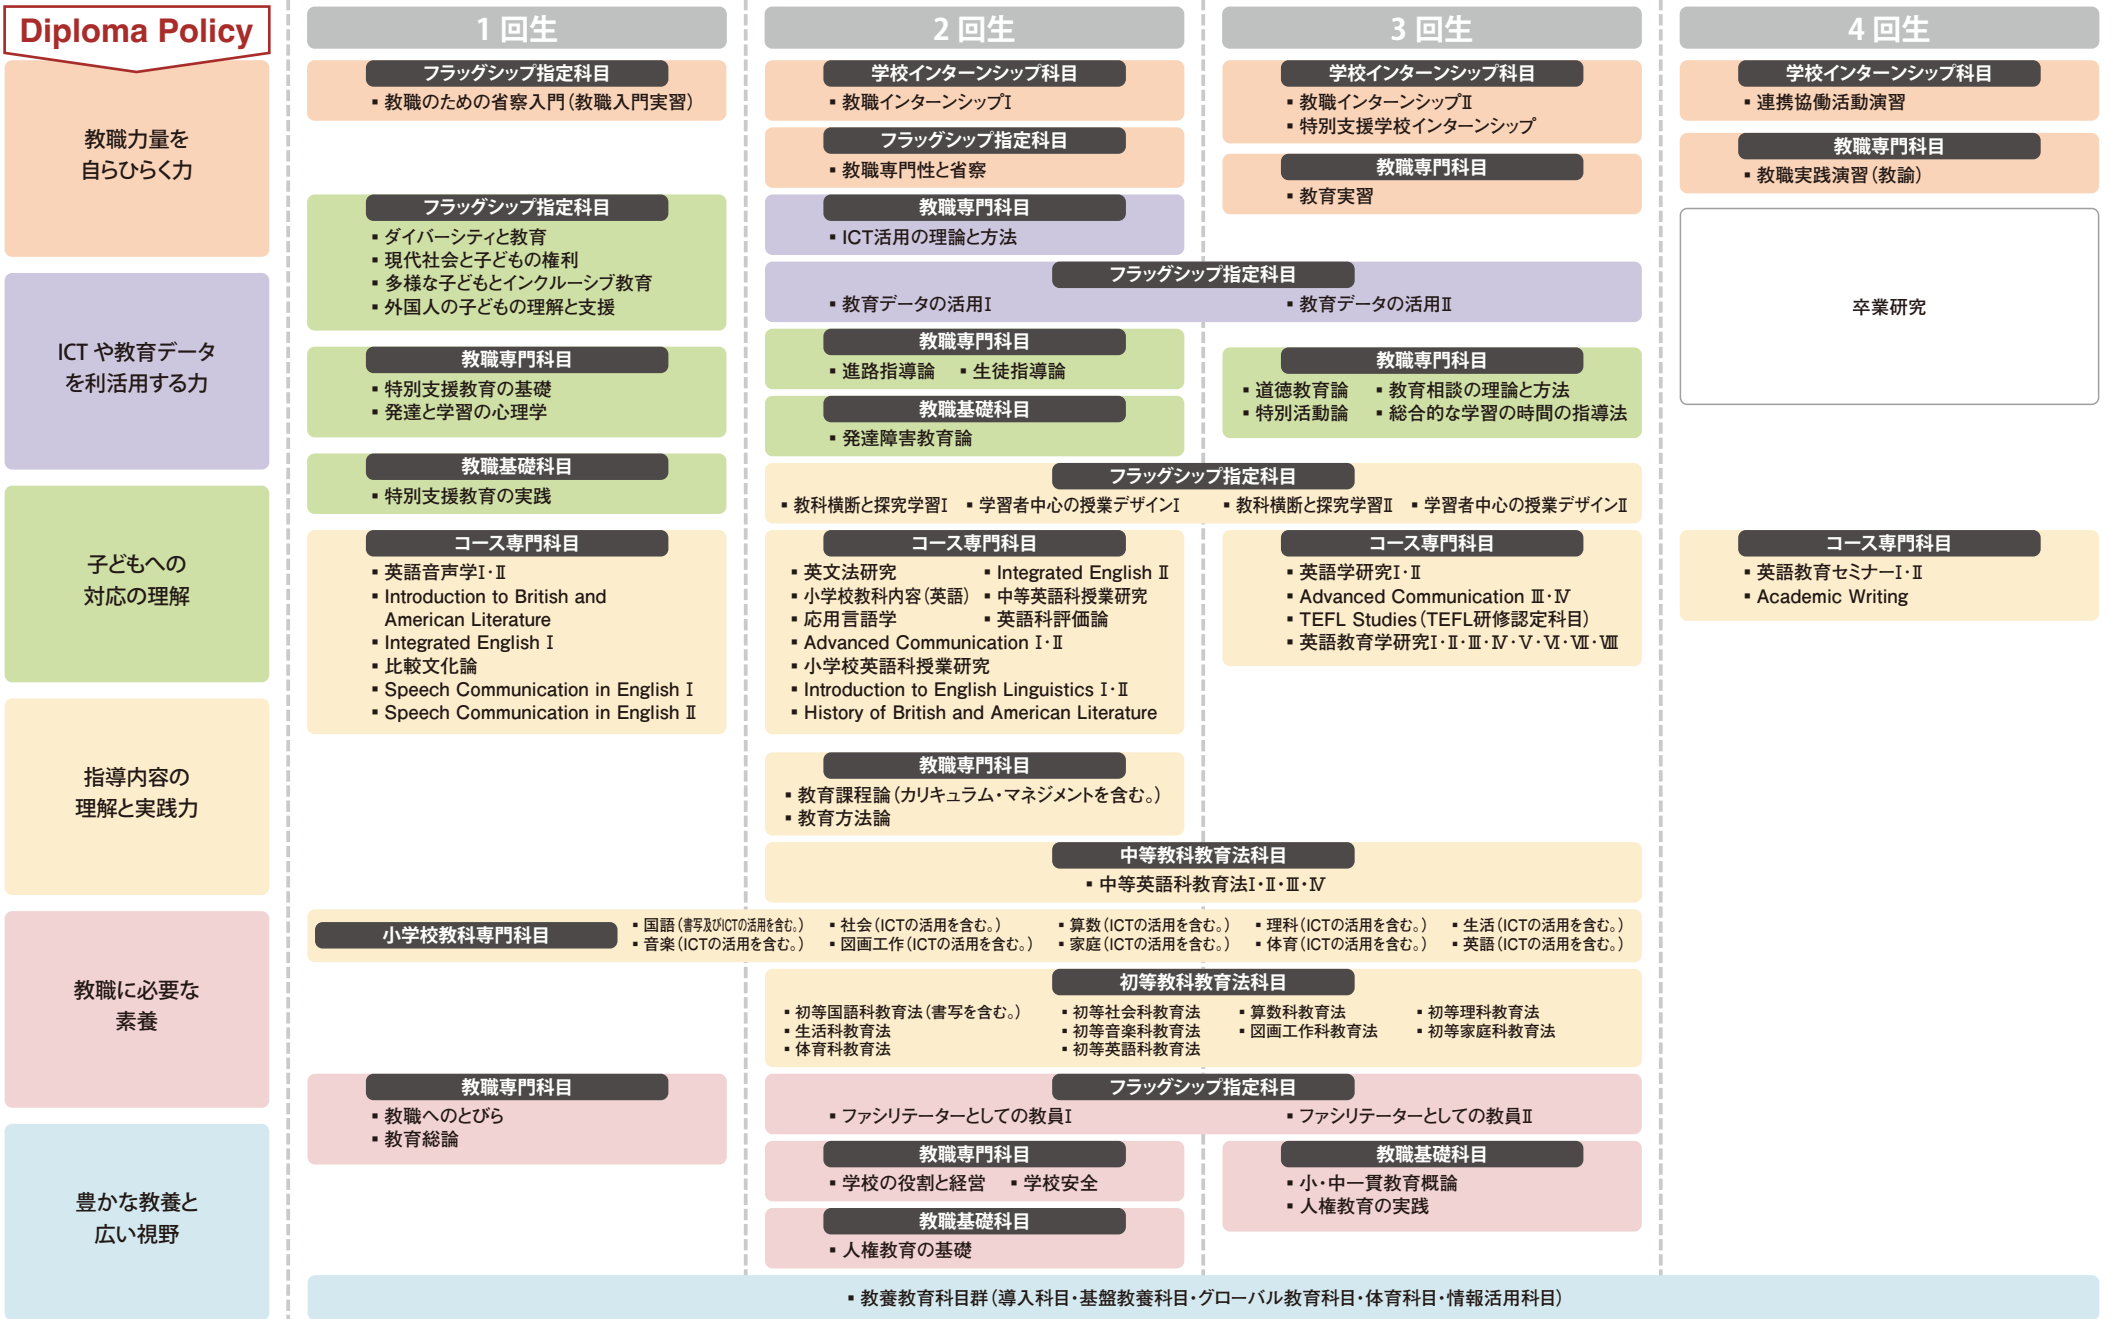 Diploma Policy
教職力量を
自らひらく力
ICT や教育データ
を利活用する力
子どもへの
対応の理解
指導内容の
理解と実践力
教職に必要な
素養
豊かな教養と
広い視野
1 回生
フラッグシップ指定科目
▪ 教職のための省察入門（教職入門実習）
フラッグシップ指定科目
▪ ダイバーシティと教育
▪ 現代社会と子どもの権利
▪ 多様な子どもとインクルーシブ教育
▪ 外国人の子どもの理解と支援
教職専門科目
▪ 特別支援教育の基礎
▪ 発達と学習の心理学
教職基礎科目
▪ 特別支援教育の実践
コース専門科目
▪ 英語音声学Ⅰ・Ⅱ
▪ Introduction to British and
American Literature
▪ Integrated English Ⅰ
▪ 比較文化論
▪ Speech Communication in English Ⅰ
▪ Speech Communication in English Ⅱ
2 回生
学校インターンシップ科目
▪ 教職インターンシップⅠ
フラッグシップ指定科目
▪ 教職専門性と省察
教職専門科目
▪ ICT活用の理論と方法
フラッグシップ指定科目
▪ 教育データの活用Ⅰ ▪ 教育データの活用Ⅱ
教職専門科目
▪ 進路指導論 ▪ 生徒指導論
教職基礎科目
▪ 発達障害教育論
フラッグシップ指定科目
▪ 教科横断と探究学習Ⅰ ▪ 学習者中心の授業デザインⅠ ▪ 教科横断と探究学習Ⅱ ▪ 学習者中心の授業デザインⅡ
コース専門科目
▪ 英文法研究 ▪ Integrated English Ⅱ
▪ 小学校教科内容（英語） ▪ 中等英語科授業研究
▪ 応用言語学 ▪ 英語科評価論
▪ Advanced Communication Ⅰ・Ⅱ
▪ 小学校英語科授業研究
▪ Introduction to English Linguistics Ⅰ・Ⅱ
▪ History of British and American Literature
教職専門科目
▪ 教育課程論（カリキュラム・マネジメントを含む。）
▪ 教育方法論
3 回生
学校インターンシップ科目
▪ 教職インターンシップⅡ
▪ 特別支援学校インターンシップ
教職専門科目
▪ 教育実習
教職専門科目
▪ 道徳教育論 ▪ 教育相談の理論と方法
▪ 特別活動論 ▪ 総合的な学習の時間の指導法
コース専門科目
▪ 英語学研究Ⅰ・Ⅱ
▪ Advanced Communication Ⅲ・Ⅳ
▪ TEFL Studies（TEFL研修認定科目）
▪ 英語教育学研究Ⅰ・Ⅱ・Ⅲ・Ⅳ・Ⅴ・Ⅵ・Ⅶ・Ⅷ
4 回生
学校インターンシップ科目
▪ 連携協働活動演習
教職専門科目
▪ 教職実践演習（教諭）
卒業研究
コース専門科目
▪ 英語教育セミナーⅠ・Ⅱ
▪ Academic Writing
中等教科教育法科目
▪ 中等英語科教育法Ⅰ・Ⅱ・Ⅲ・Ⅳ
小学校教科専門科目
▪ 国語（書写及びICTの活用を含む。） ▪ 社会（ICTの活用を含む。） ▪ 算数（ICTの活用を含む。） ▪ 理科（ICTの活用を含む。） ▪ 生活（ICTの活用を含む。）
▪ 音楽（ICTの活用を含む。） ▪ 図画工作（ICTの活用を含む。） ▪ 家庭（ICTの活用を含む。） ▪ 体育（ICTの活用を含む。） ▪ 英語（ICTの活用を含む。）
初等教科教育法科目
▪ 初等国語科教育法（書写を含む。） ▪ 初等社会科教育法 ▪ 算数科教育法 ▪ 初等理科教育法
▪ 生活科教育法 ▪ 初等音楽科教育法 ▪ 図画工作科教育法 ▪ 初等家庭科教育法
▪ 体育科教育法 ▪ 初等英語科教育法
教職専門科目
▪ 教職へのとびら
▪ 教育総論
フラッグシップ指定科目
▪ ファシリテーターとしての教員Ⅰ ▪ ファシリテーターとしての教員Ⅱ
教職専門科目
▪ 学校の役割と経営 ▪ 学校安全
教職基礎科目
▪ 人権教育の基礎
教職基礎科目
▪ 小・中一貫教育概論
▪ 人権教育の実践
▪ 教養教育科目群（導入科目・基盤教養科目・グローバル教育科目・体育科目・情報活用科目）